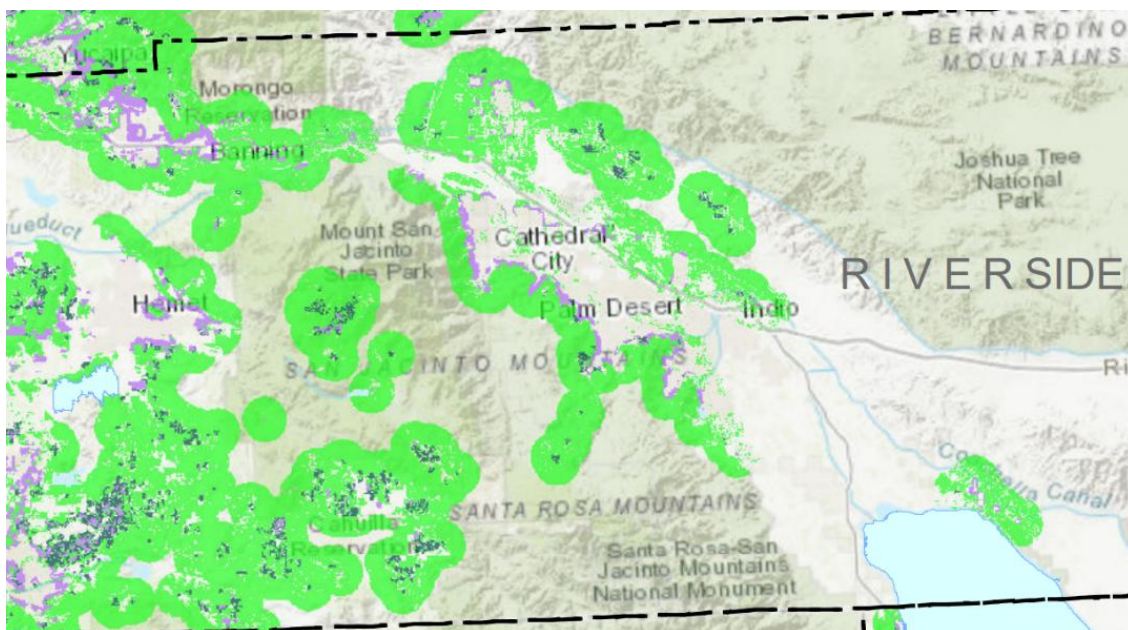 BERNARDINO
MOUNTAINS
Yucaipa
Morongo
Reservation
Banning
Joshua Tree
National
Park
Mount San
Jacinto
State Park
Cathedral
City
RIVERSIDE
Hemet
Palm Desert
Indio
SAN JACINTO MOUNTAINS
SANTA ROSA MOUNTAINS
Cahuilla
Reservation
Canal
Santa Rosa-San
Jacinto Mountains
National Monument